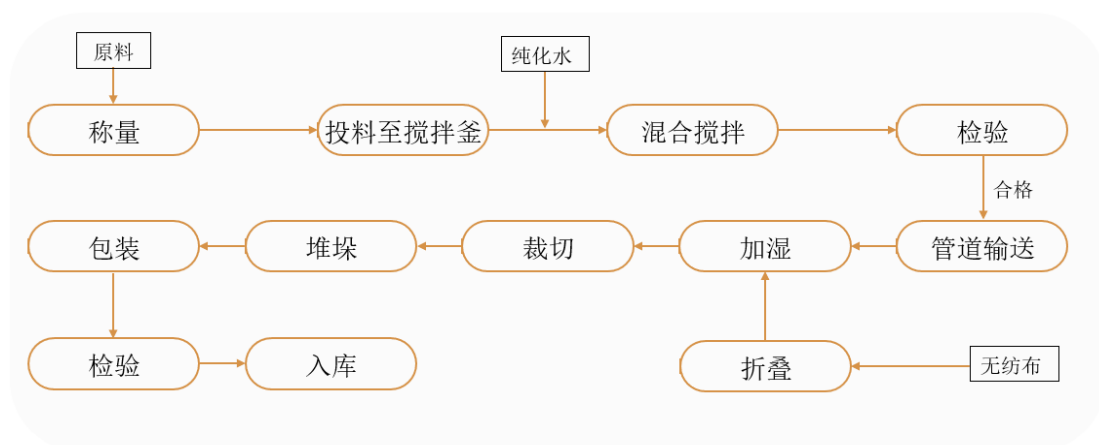 原料
纯化水
称量
投料至搅拌釜
混合搅拌
检验
合格
包装
堆垛
裁切
加湿
管道输送
检验
入库
折叠
无纺布